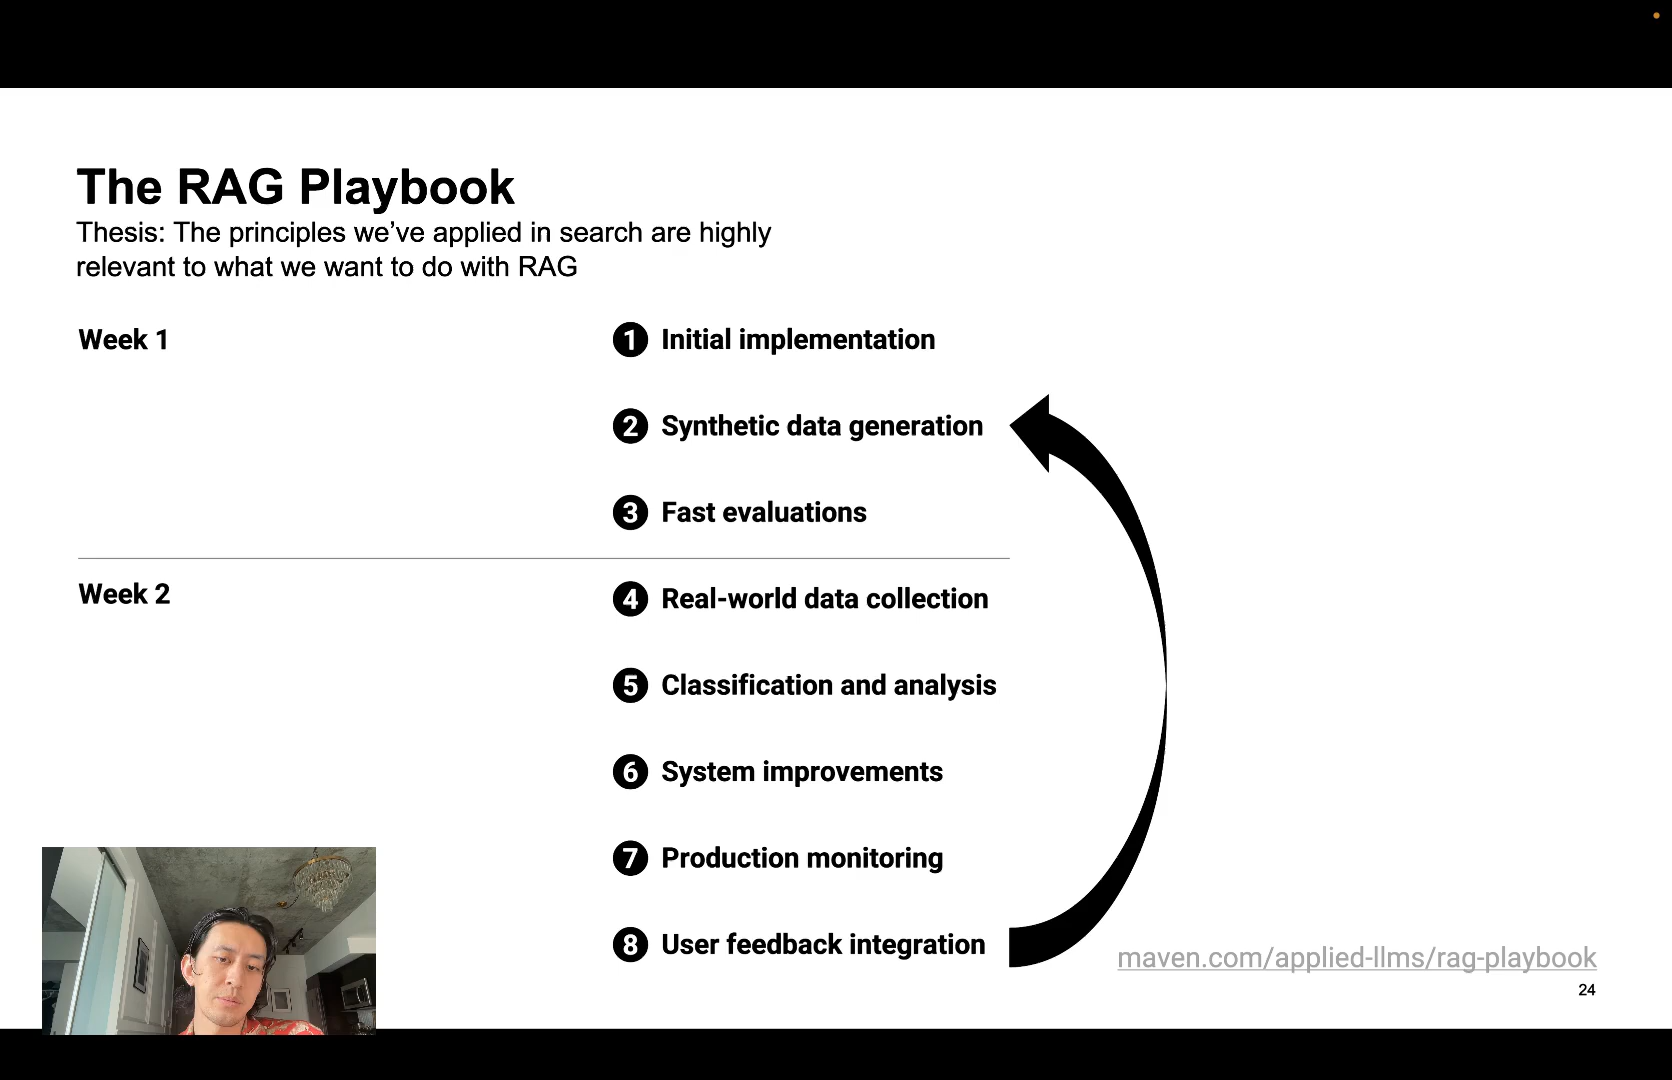 The RAG Playbook
Thesis: The principles we’ve applied in search are highly
relevant to what we want to do with RAG
Week 1
1 Initial implementation
2 Synthetic data generation
3 Fast evaluations
Week 2
4 Real-world data collection
5 Classification and analysis
6 System improvements
7 Production monitoring
8 User feedback integration
maven.com/applied-llms/rag-playbook
24